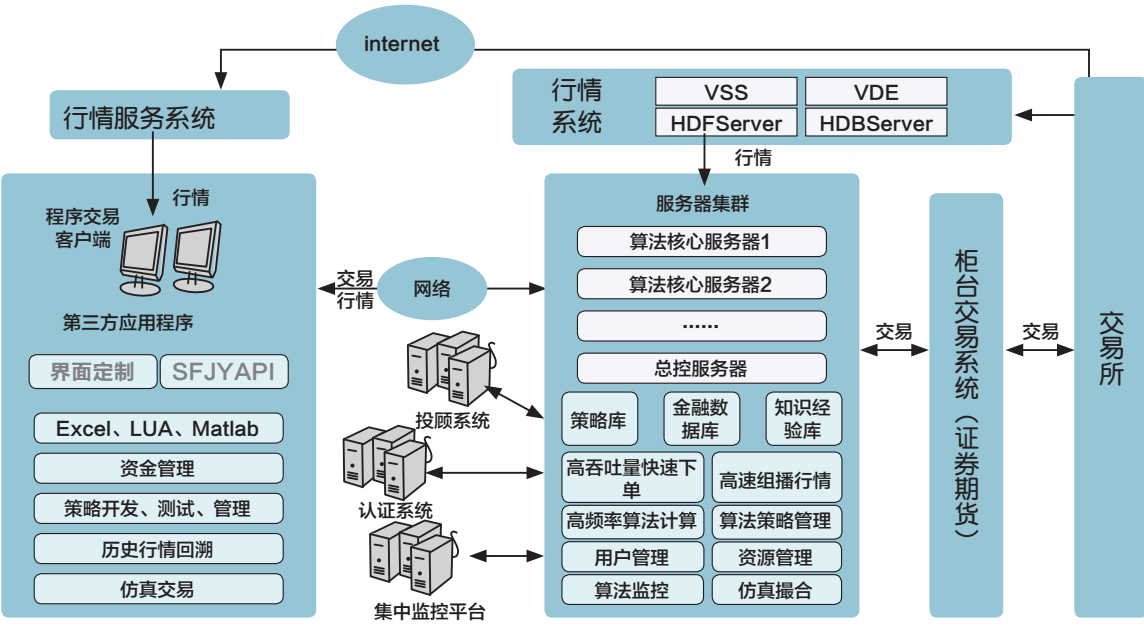 internet
行情服务系统
行情
系统
VSS
VDE
HDFServer
HDBServer
行情
行情
程序交易
客户端
第三方应用程序
界面定制
SFJYAPI
Excel、LUA、Matlab
资金管理
策略开发、测试、管理
历史行情回溯
仿真交易
交易
行情
网络
投顾系统
认证系统
集中监控平台
服务器集群
算法核心服务器1
算法核心服务器2
······
总控服务器
策略库
金融数
据库
知识经
验库
高吞吐量快速下
单
高速组播行情
高频率算法计算
算法策略管理
用户管理
资源管理
算法监控
仿真撮合
交易
柜台交易系统（证券期货）
交易
交易所